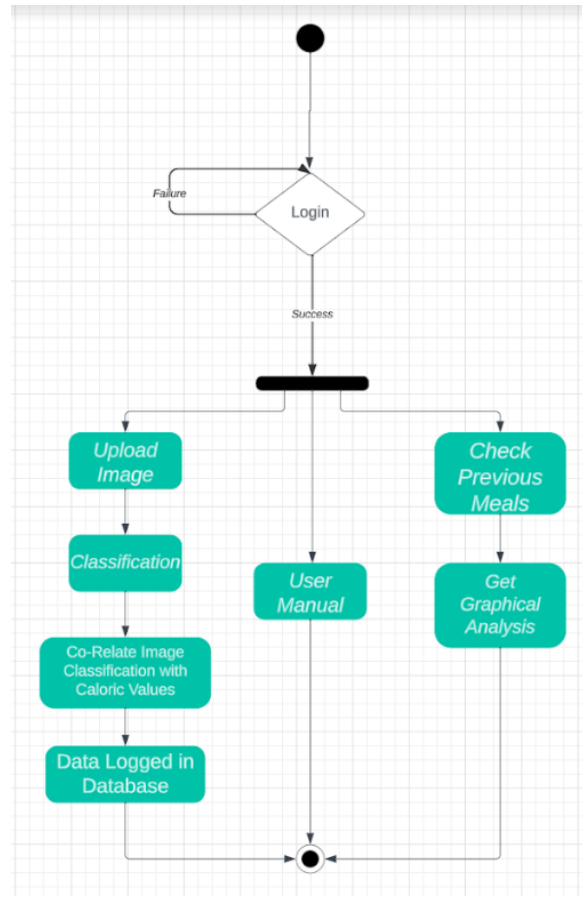 Failure
Login
Success
Upload
Image
Check
Previous
Meals
Classification
User
Manual
Get
Graphical
Analysis
Co-Relate Image
Classification with
Caloric Values
Data Logged in
Database